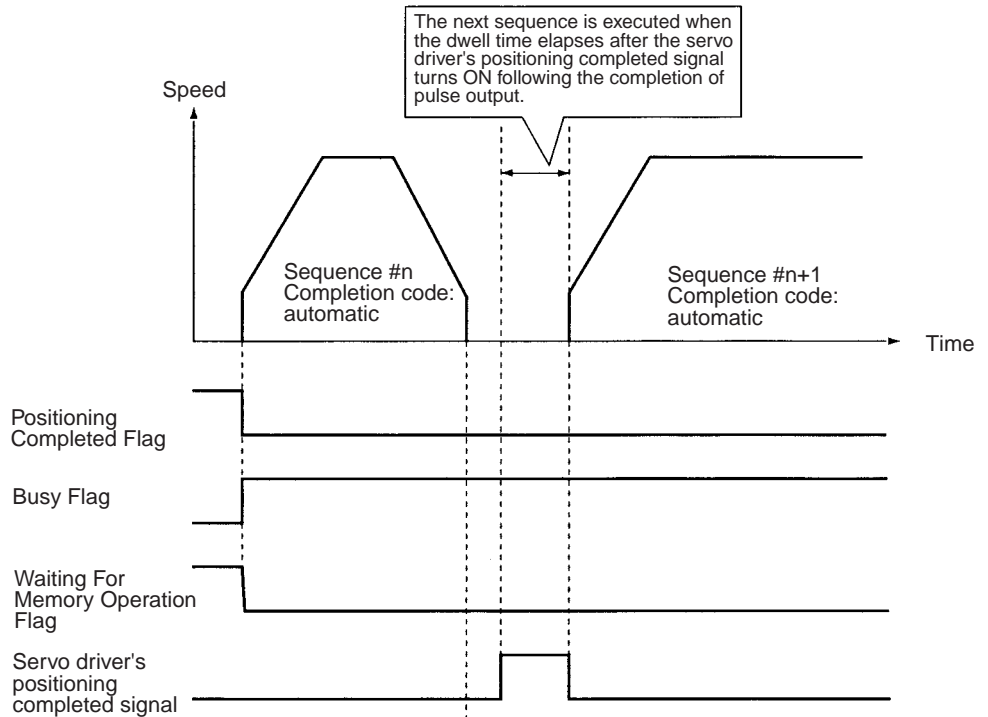 The next sequence is executed when
the dwell time elapses after the servo
driver's positioning completed signal
turns ON following the completion of
pulse output.
Speed
Sequence #n
Completion code:
automatic
Sequence #n+1
Completion code:
automatic
Time
Positioning
Completed Flag
Busy Flag
Waiting For
Memory Operation
Flag
Servo driver's
positioning
completed signal